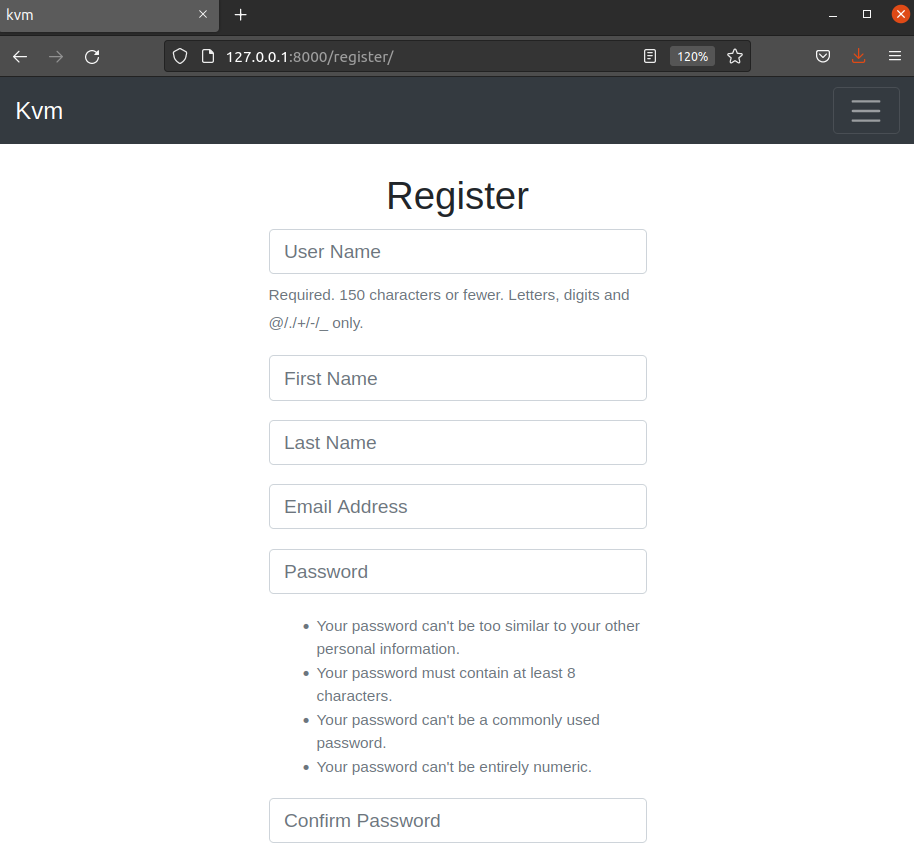 kvm
127.0.0.1:8000/register/
120%
Kvm
Register
User Name
Required. 150 characters or fewer. Letters, digits and
@/./+/-/_ only.
First Name
Last Name
Email Address
Password
• Your password can't be too similar to your other
personal information.
• Your password must contain at least 8
characters.
• Your password can't be a commonly used
password.
• Your password can't be entirely numeric.
Confirm Password